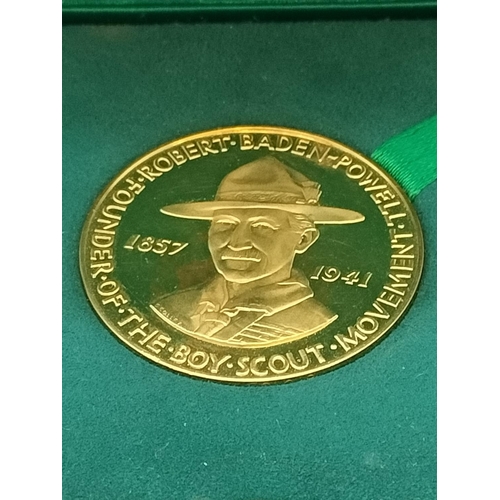 ·ROBERT·BADEN-POWELL·
FOUNDER·OF·THE·BOY·SCOUT·MOVEMENT
1857
1941